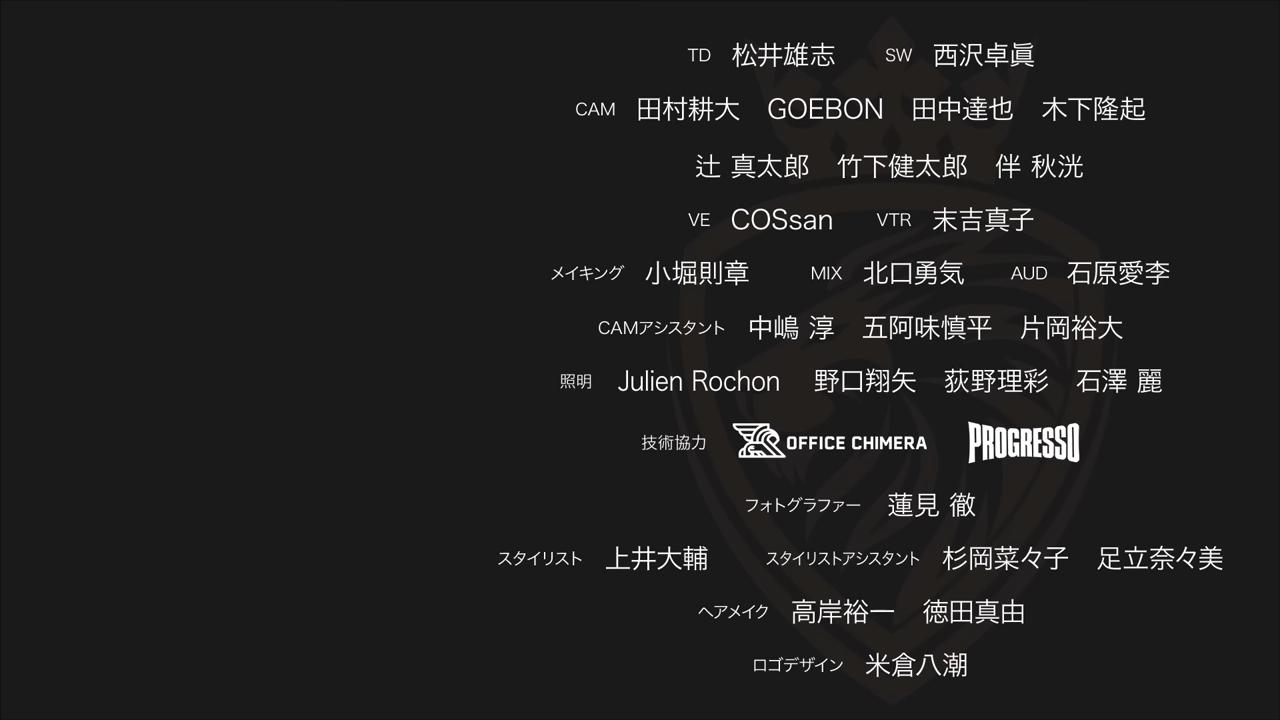 TD 松井雄志 SW 西沢卓眞
CAM 田村耕大 GOEBON 田中達也 木下隆起
辻 真太郎 竹下健太郎 伴 秋洸
VE COSsan VTR 末吉真子
メイキング 小堀則章 MIX 北口勇気 AUD 石原愛李
CAMアシスタント 中嶋 淳 五阿味慎平 片岡裕大
照明 Julien Rochon 野口翔矢 荻野理彩 石澤 麗
技術協力 OFFICE CHIMERA PROGRESSO
フォトグラファー 蓮見 徹
スタイリスト 上井大輔 スタイリストアシスタント 杉岡菜々子 足立奈々美
ヘアメイク 高岸裕一 徳田真由
ロゴデザイン 米倉八潮